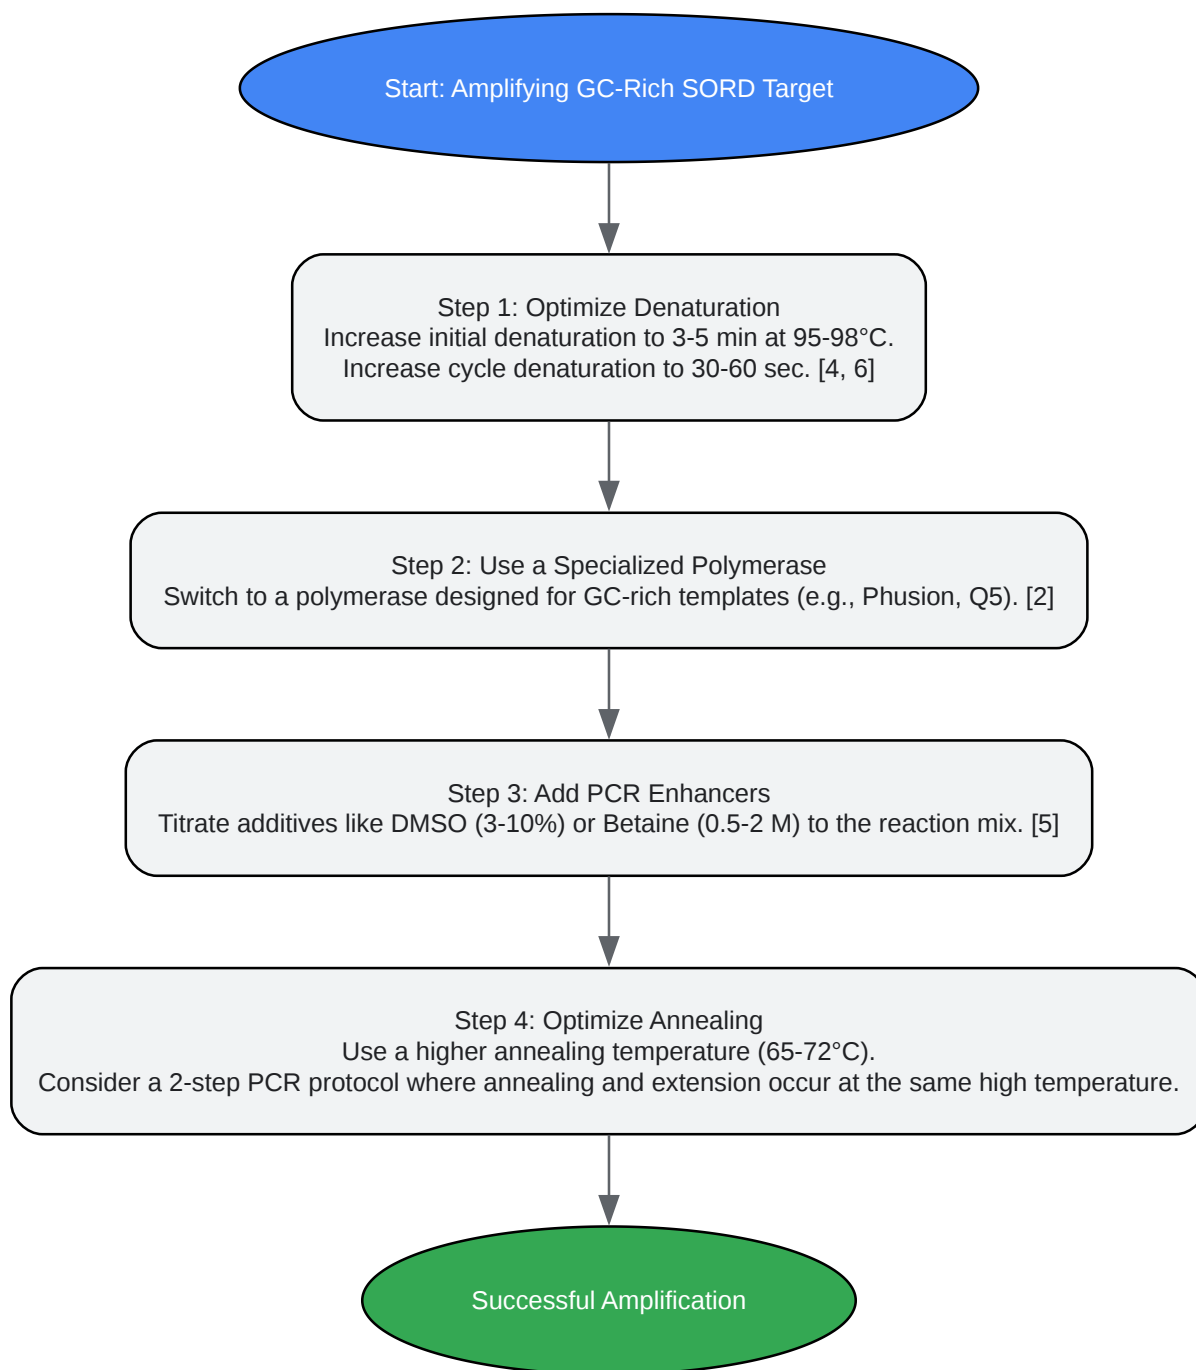 Start: Amplifying GC-Rich SORD Target
Step 1: Optimize Denaturation
Increase initial denaturation to 3-5 min at 95-98°C.
Increase cycle denaturation to 30-60 sec. [4, 6]
Step 2: Use a Specialized Polymerase
Switch to a polymerase designed for GC-rich templates (e.g., Phusion, Q5). [2]
Step 3: Add PCR Enhancers
Titrate additives like DMSO (3-10%) or Betaine (0.5-2 M) to the reaction mix. [5]
Step 4: Optimize Annealing
Use a higher annealing temperature (65-72°C).
Consider a 2-step PCR protocol where annealing and extension occur at the same high temperature.
Successful Amplification